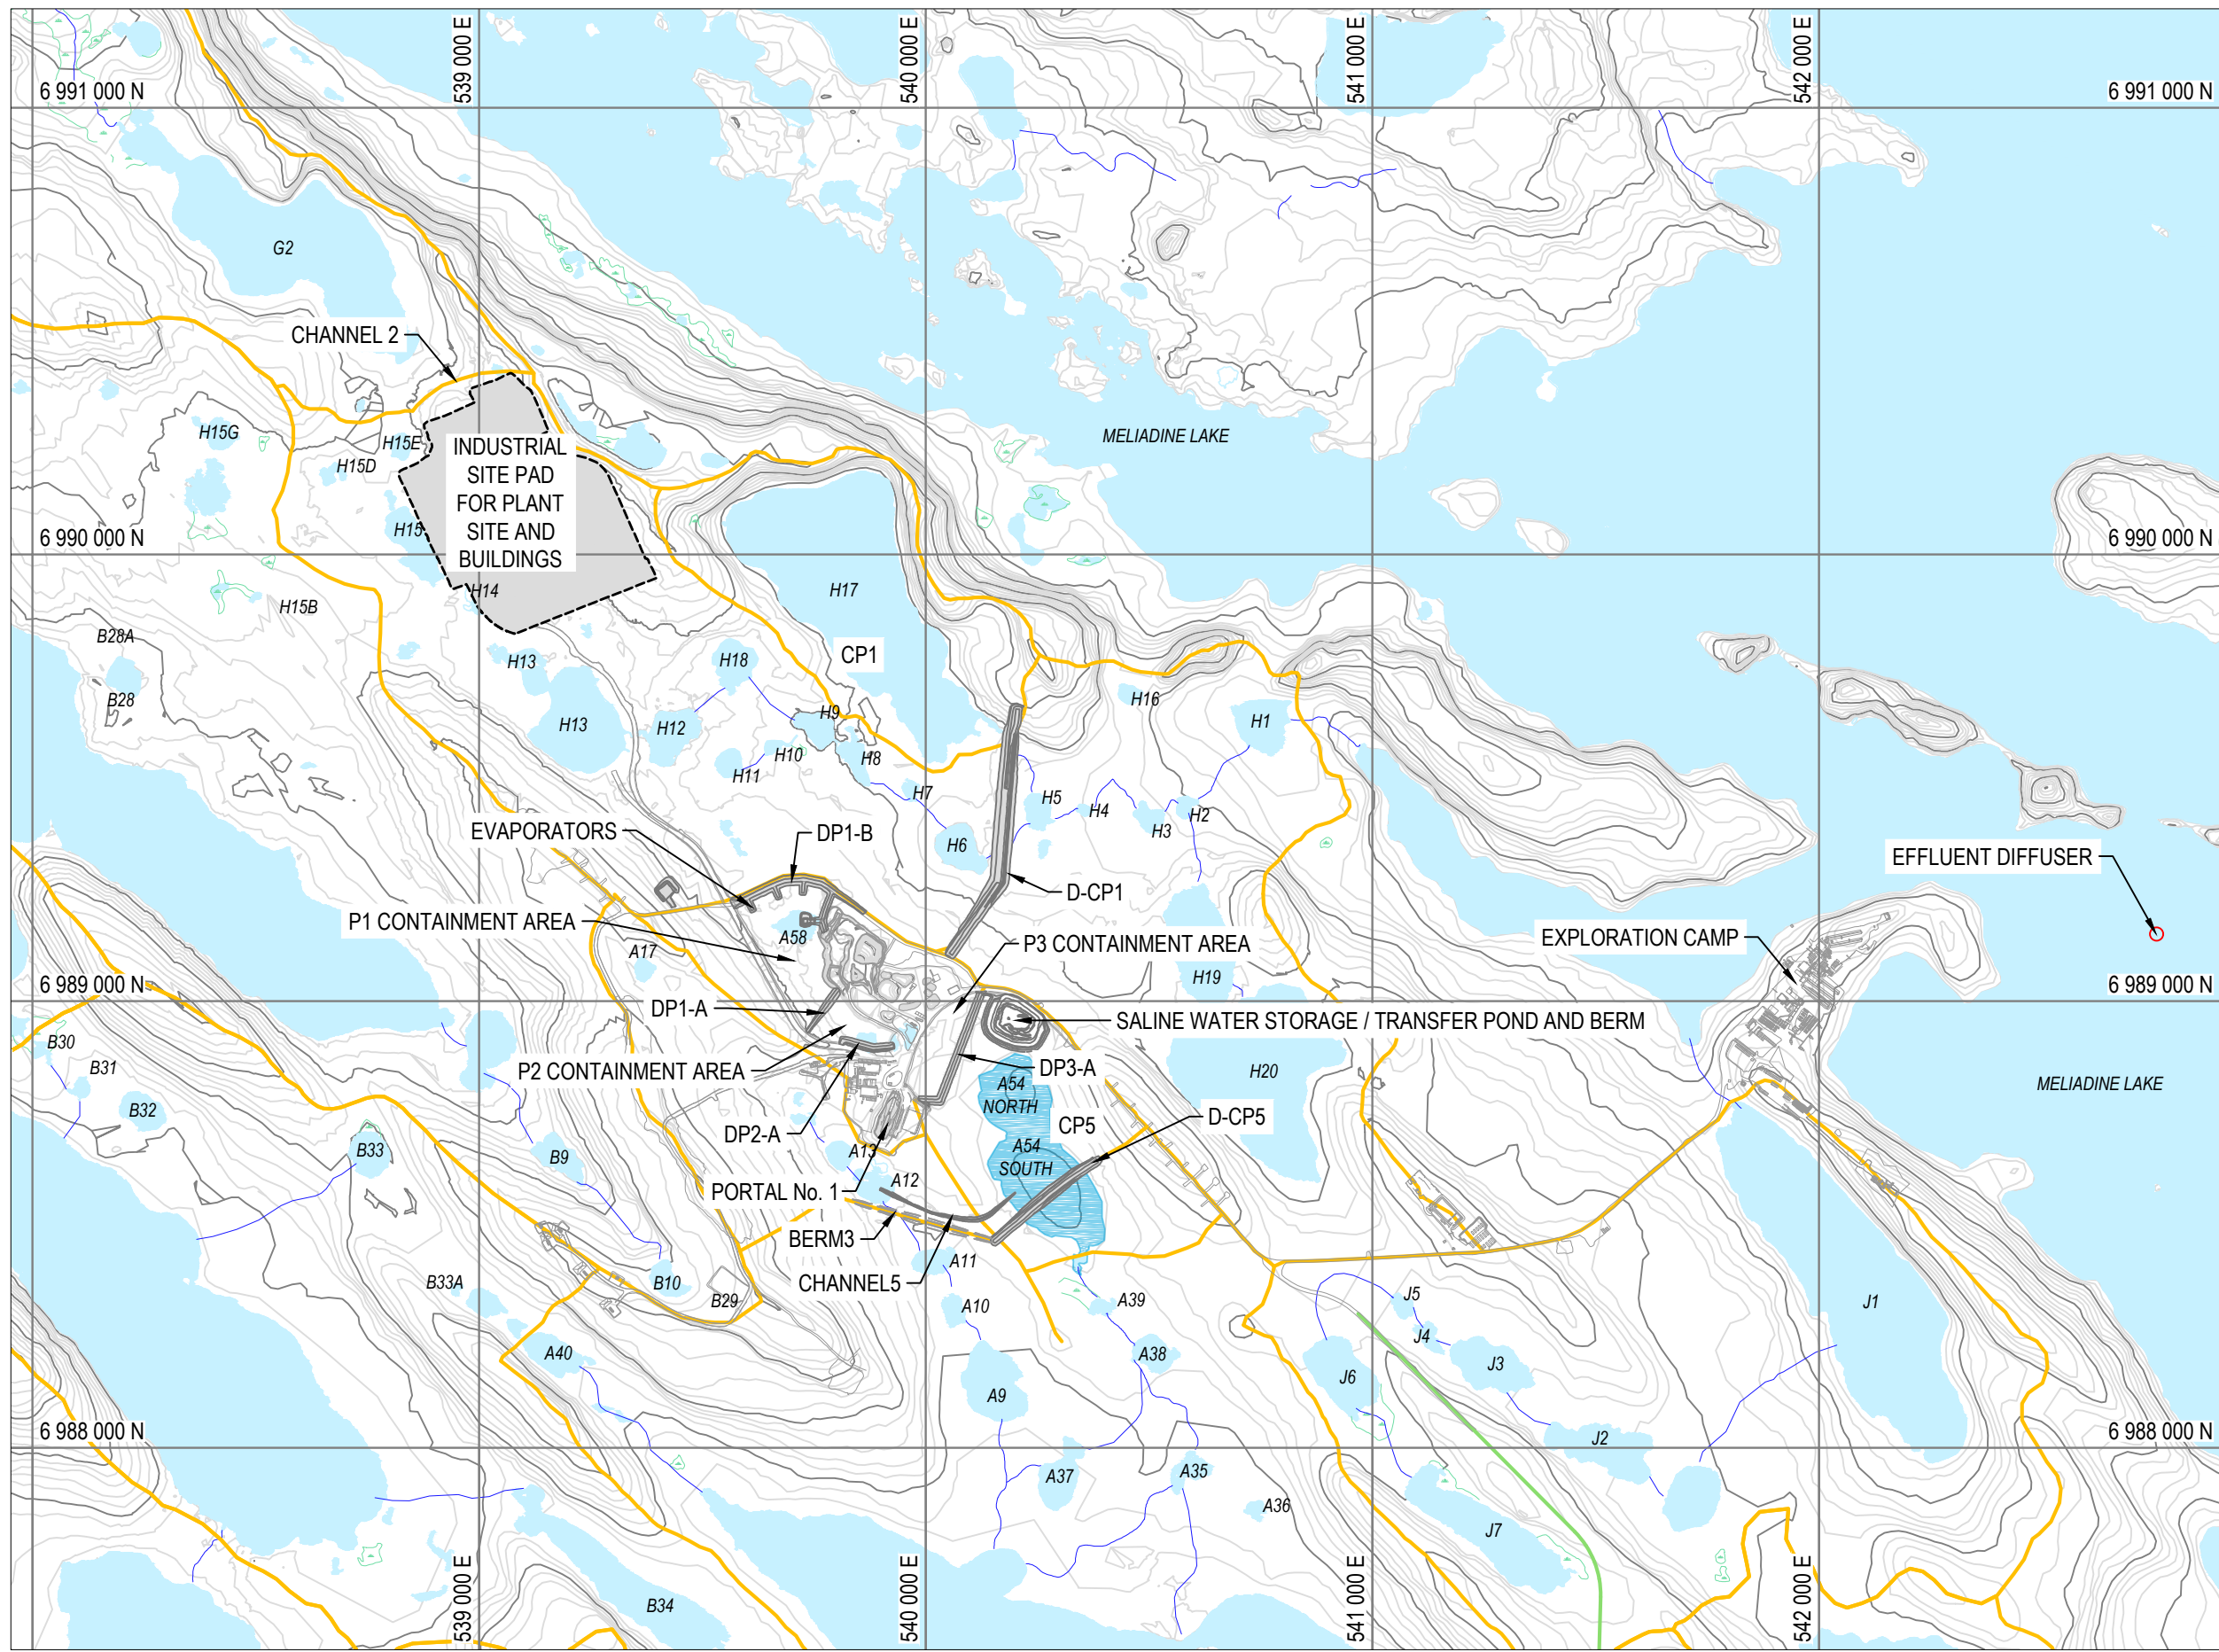 539 000 E
540 000 E
541 000 E
542 000 E
6 991 000 N
6 991 000 N
G2
CHANNEL 2
H15G
H15E
H15D
INDUSTRIAL
SITE PAD
FOR PLANT
SITE AND
BUILDINGS
MELIADINE LAKE
H15
6 990 000 N
6 990 000 N
H14
H17
H15B
B28A
H13
H18
CP1
B28
H16
H13
H12
H9
H1
H10
H8
H11
H7
H5
H4
H2
H3
EVAPORATORS
DP1-B
H6
EFFLUENT DIFFUSER
D-CP1
P1 CONTAINMENT AREA
A58
A17
P3 CONTAINMENT AREA
EXPLORATION CAMP
H19
6 989 000 N
DP1-A
SALINE WATER STORAGE / TRANSFER POND AND BERM
6 989 000 N
B30
B31
P2 CONTAINMENT AREA
DP3-A
H20
A54
NORTH
MELIADINE LAKE
B32
DP2-A
CP5
D-CP5
B33
B9
A13
A54
SOUTH
PORTAL No. 1
A12
BERM3
A11
B33A
B10
B29
CHANNEL5
A10
A39
J5
J1
J4
A40
A38
J3
J6
A9
6 988 000 N
J2
6 988 000 N
A37
A35
A36
J7
B34
539 000 E
540 000 E
541 000 E
542 000 E